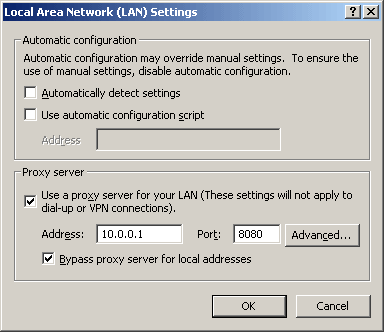 Local Area Network (LAN) Settings
Automatic configuration
Automatic configuration may override manual settings.  To ensure the
use of manual settings, disable automatic configuration.
Automatically detect settings
Use automatic configuration script
Address
Proxy server
Use a proxy server for your LAN (These settings will not apply to
dial-up or VPN connections).
Address: 10.0.0.1 Port: 8080 Advanced...
Bypass proxy server for local addresses
OK Cancel